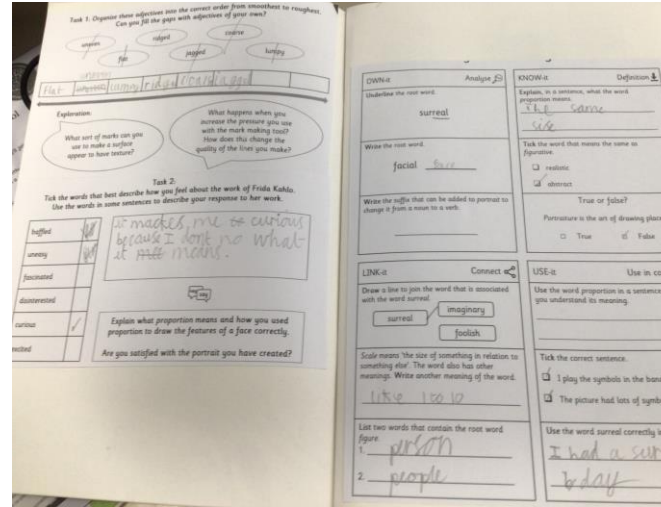 Task 1: Organise these adjectives into the correct order from smoothest to roughest.
Can you fill the gaps with adjectives of your own?
uneven
ridged
coarse
flat
jagged
lumpy
uneven
flat
Exploration:
What sort of marks can you
use to make a surface
appear to have texture?
What happens when you
increase the pressure you use
with the mark making tool?
How does this change the
quality of the lines you make?
Task 2:
Tick the words that best describe how you feel about the work of Frida Kahlo.
Use the words in some sentences to describe your response to her work.
baffled
uneasy
fascinated
disinterested
curious
excited
it mackes, me to curious
because I dont no what
it means.
Explain what proportion means and how you used
proportion to draw the features of a face correctly.
Are you satisfied with the portrait you have created?
OWN-it Analyse
Underline the root word.
surreal
Write the root word.
facial face
Write the suffix that can be added to portrait to
change it from a noun to a verb.
KNOW-it Definition
Explain, in a sentence, what the word
proportion means.
the same
size
Tick the word that means the same as
figurative.
realistic
abstract
True or false?
Portraiture is the art of drawing plan
True False
LINK-it Connect
Draw a line to join the word that is associated
with the word surreal.
surreal
imaginary
foolish
Scale means 'the size of something in relation to
something else'. The word also has other
meanings. Write another meaning of the word.
like 1 to 10
List two words that contain the root word
figure.
1. person
2. people
USE-it Use in co
Use the word proportion in a sentence
you understand its meaning.
Tick the correct sentence.
I play the symbols in the ban
The picture had lots of symb
Use the word surreal correctly i
I had a sur
b day